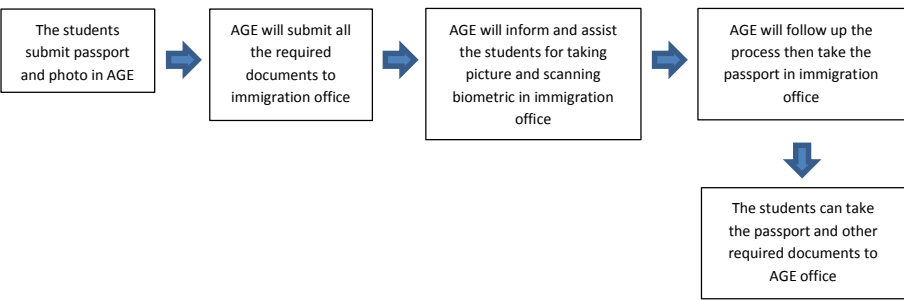 The students
submit passport
and photo in AGE
AGE will submit all
the required
documents to
immigration office
AGE will inform and assist
the students for taking
picture and scanning
biometric in immigration
office
AGE will follow up the
process then take the
passport in immigration
office
The students can take
the passport and other
required documents to
AGE office